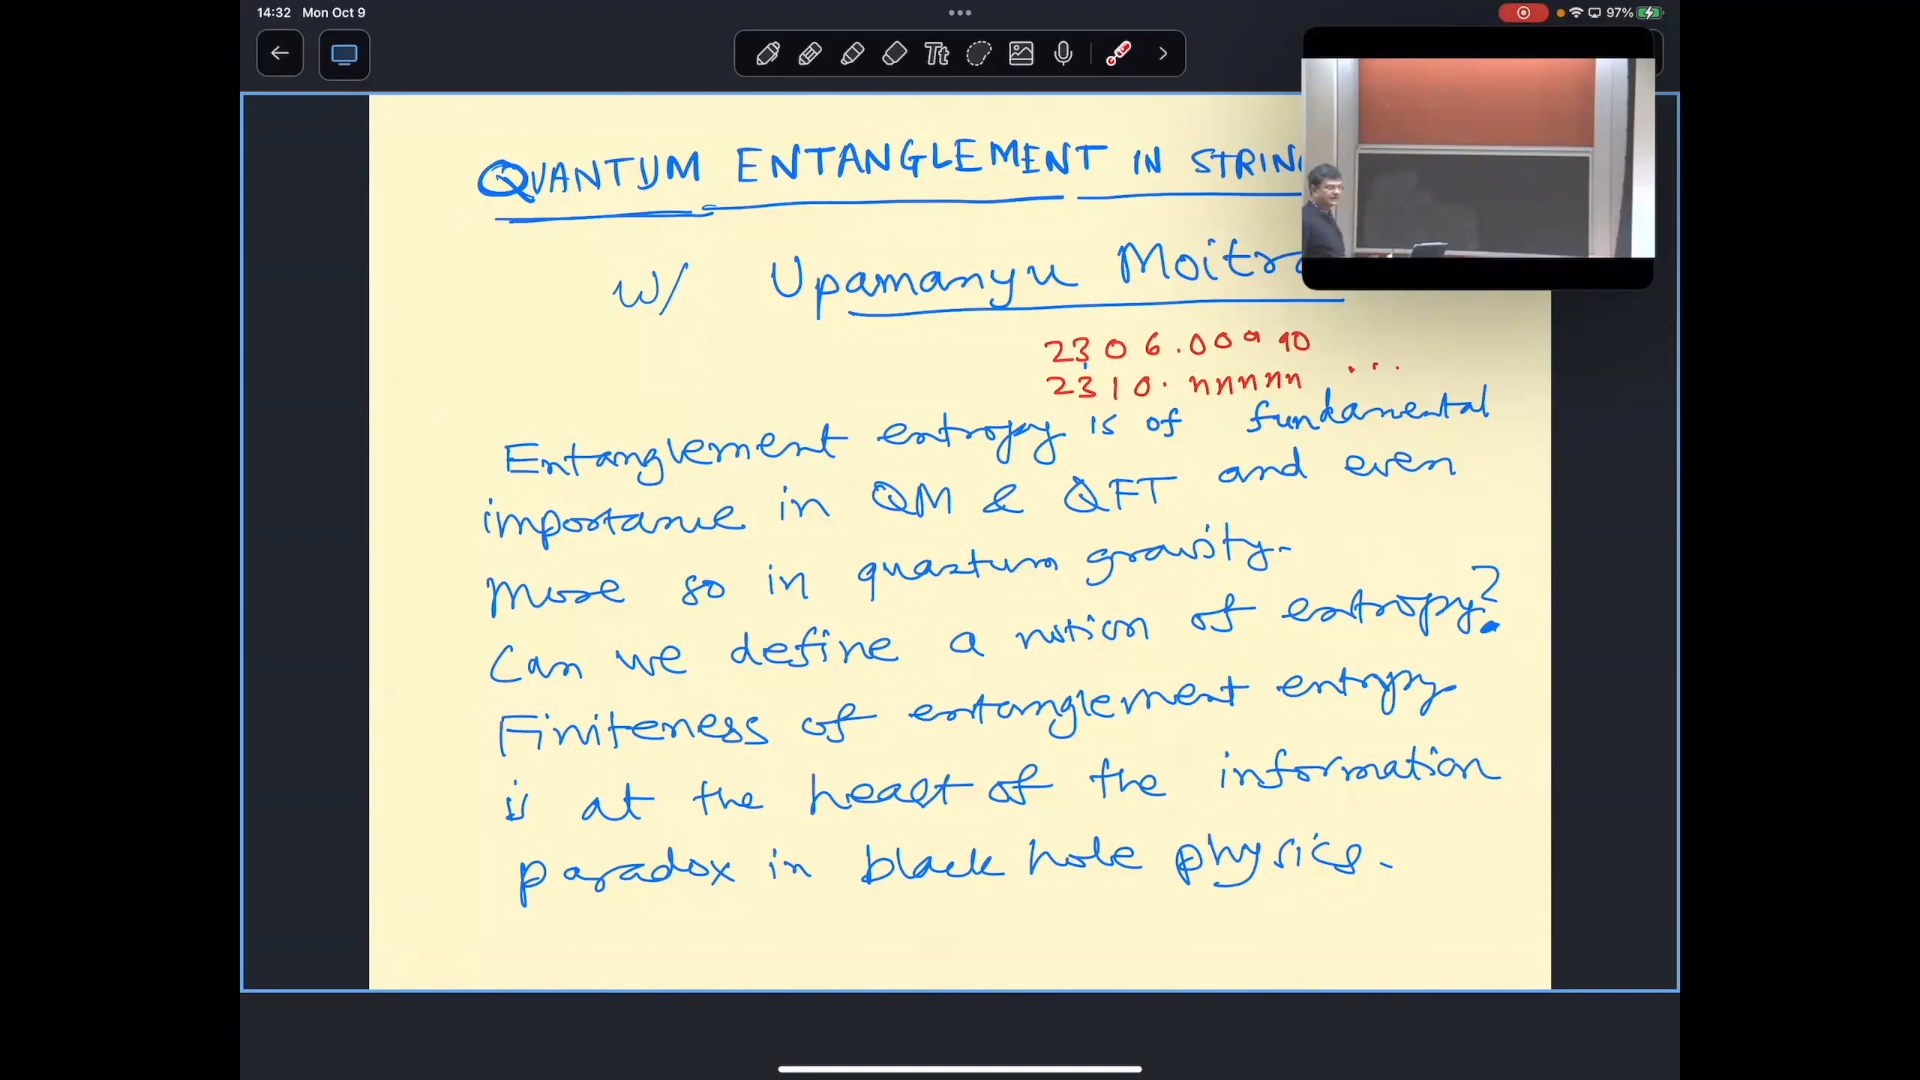 14:32 Mon Oct 9
97%
Tt
QUANTUM ENTANGLEMENT IN STRIN
w/ Upamanyu Moitra
2306.00990
2310.nnnnn ...
Entanglement entropy is of fundamental
importance in QM & QFT and even
more so in quantum gravity.
Can we define a notion of entropy?
Finiteness of entanglement entropy
is at the heart of the information
paradox in black hole physics.